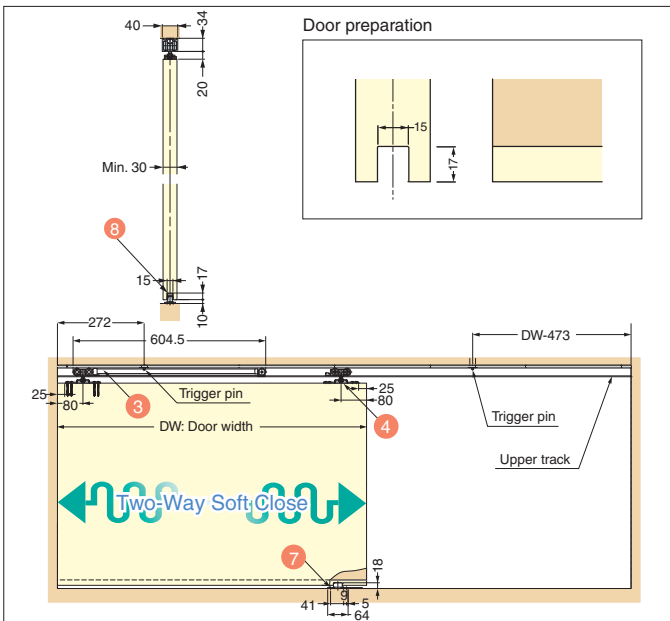 Door preparation
40
34
20
Min. 30
15
17
8
15
17
10
272
DW-473
604.5
25
80
3
Trigger pin
25
80
4
Trigger pin
DW: Door width
Upper track
Two-Way Soft Close
7
18
9
41
5
64